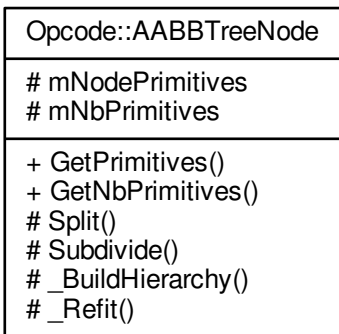 Opcode::AABBTreeNode
# mNodePrimitives
# mNbPrimitives
+ GetPrimitives()
+ GetNbPrimitives()
# Split()
# Subdivide()
# _BuildHierarchy()
# _Refit()